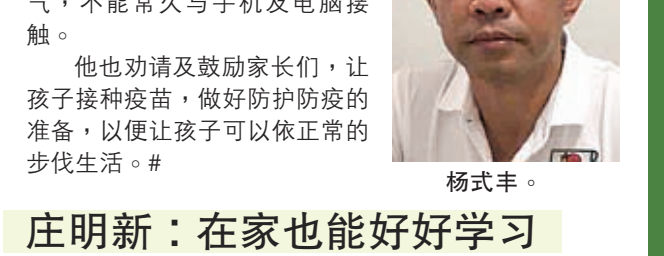 气，不能常久与手机及电脑接
触。
他也劝请及鼓励家长们，让
孩子接种疫苗，做好防护防疫的
准备，以便让孩子可以依正常的
步伐生活。#
杨式丰。
庄明新：在家也能好好学习